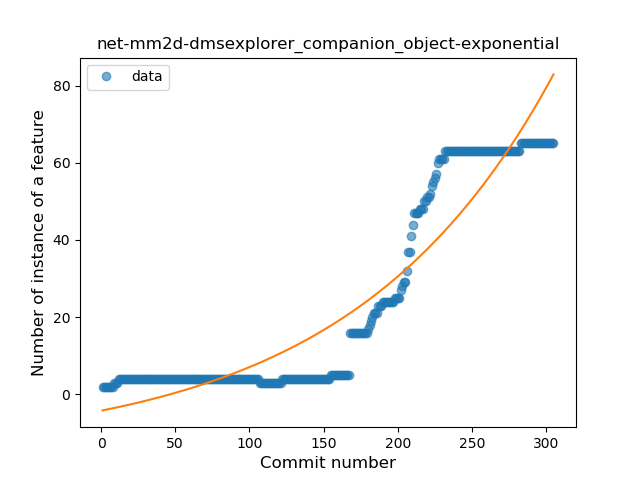 net-mm2d-dmsexplorer_companion_object-exponential
data
Number of instance of a feature
80
60
40
20
0
0 50 100 150 200 250 300
Commit number